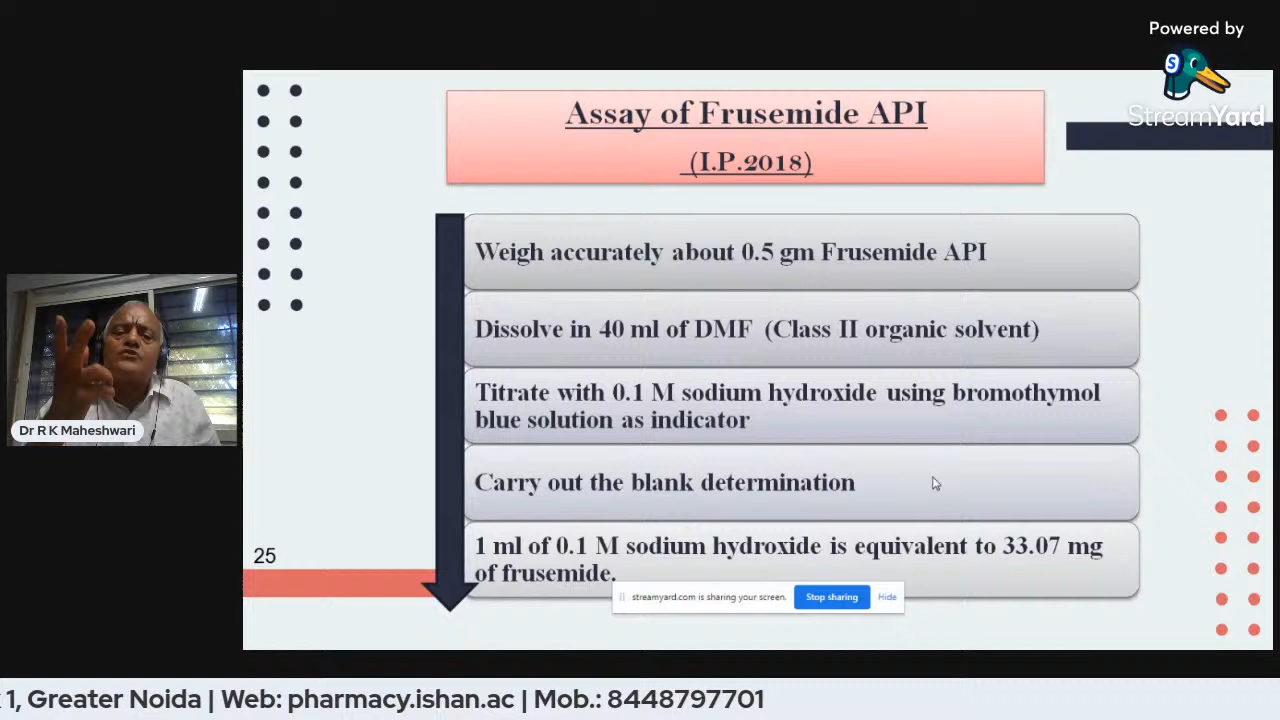 Powered by
StreamYard
Assay of Frusemide API
(I.P.2018)
Weigh accurately about 0.5 gm Frusemide API
Dissolve in 40 ml of DMF (Class II organic solvent)
Titrate with 0.1 M sodium hydroxide using bromothymol
blue solution as indicator
Carry out the blank determination
1 ml of 0.1 M sodium hydroxide is equivalent to 33.07 mg
of frusemide.
25
Dr R K Maheshwari
streamyard.com is sharing your screen. Stop sharing Hide
1, Greater Noida | Web: pharmacy.ishan.ac | Mob.: 8448797701